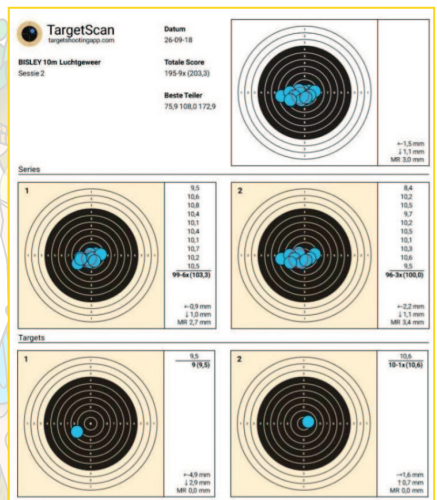 TargetScan
targetshootingapp.com
Datum
26-09-18
BISLEY 10m Luchtgeweer
Sessie 2
Totale Score
195-9x (203,3)
Beste Teiler
75,9 108,0 172,9
←1,5 mm
↓1,1 mm
MR 3,0 mm
Series
1
9,5
10,6
10,8
10,4
10,1
10,4
10,1
10,7
10,2
10,5
99-6x (103,3)
←0,9 mm
↓1,0 mm
MR 2,7 mm
2
8,4
10,2
10,5
9,7
10,2
10,5
10,1
10,3
10,6
9,5
96-3x (100,0)
←2,2 mm
↓1,1 mm
MR 3,4 mm
Targets
1
9,5
9 (9,5)
←4,9 mm
↓2,9 mm
MR 0,0 mm
2
10,6
10-1x (10,6)
→1,6 mm
↑0,7 mm
MR 0,0 mm